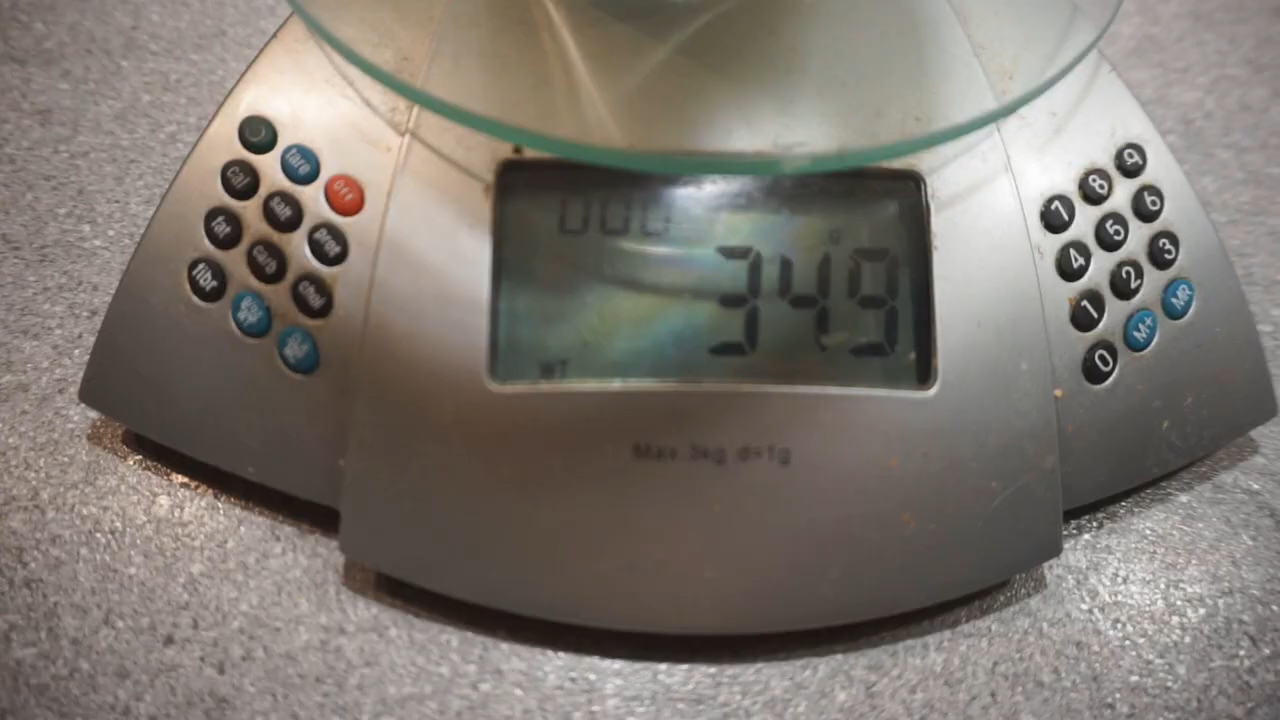 tare
off
cal
salt
prot
fat
carb
chol
fibr
000
349
WT
Max 3kg d=1g
7 8 9
4 5 6
1 2 3
0 M+ MR